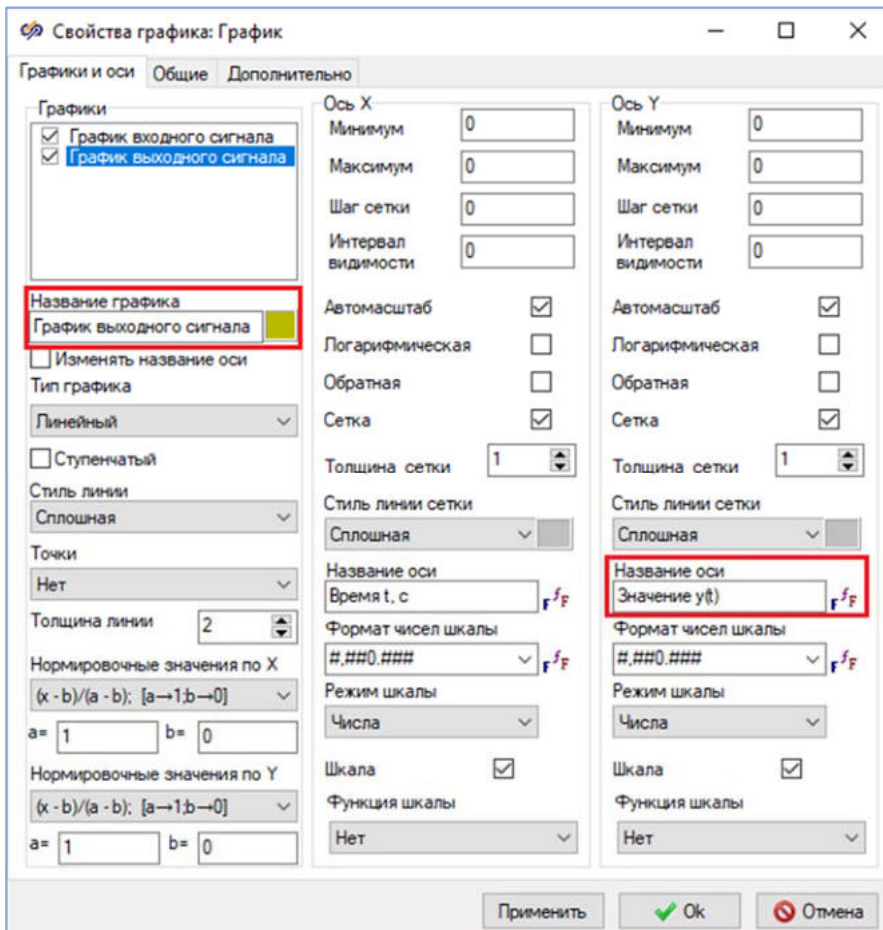 Свойства графика: График
Графики и оси
Общие
Дополнительно
Графики
График входного сигнала
График выходного сигнала
Название графика
График выходного сигнала
Изменять название оси
Тип графика
Линейный
Ступенчатый
Стиль линии
Сплошная
Точки
Нет
Толщина линии
2
Нормировочные значения по X
(x - b)/(a - b); [a→1;b→0]
a= 1
b= 0
Нормировочные значения по Y
(x - b)/(a - b); [a→1;b→0]
a= 1
b= 0
Ось X
Минимум
0
Максимум
0
Шаг сетки
0
Интервал
видимости
0
Автомасштаб
Логарифмическая
Обратная
Сетка
Толщина сетки
1
Стиль линии сетки
Сплошная
Название оси
Время t, с
FfF
Формат чисел шкалы
#,##0.###
FfF
Режим шкалы
Числа
Шкала
Функция шкалы
Нет
Ось Y
Минимум
0
Максимум
0
Шаг сетки
0
Интервал
видимости
0
Автомасштаб
Логарифмическая
Обратная
Сетка
Толщина сетки
1
Стиль линии сетки
Сплошная
Название оси
Значение y(t)
FfF
Формат чисел шкалы
#,##0.###
FfF
Режим шкалы
Числа
Шкала
Функция шкалы
Нет
Применить
Ok
Отмена